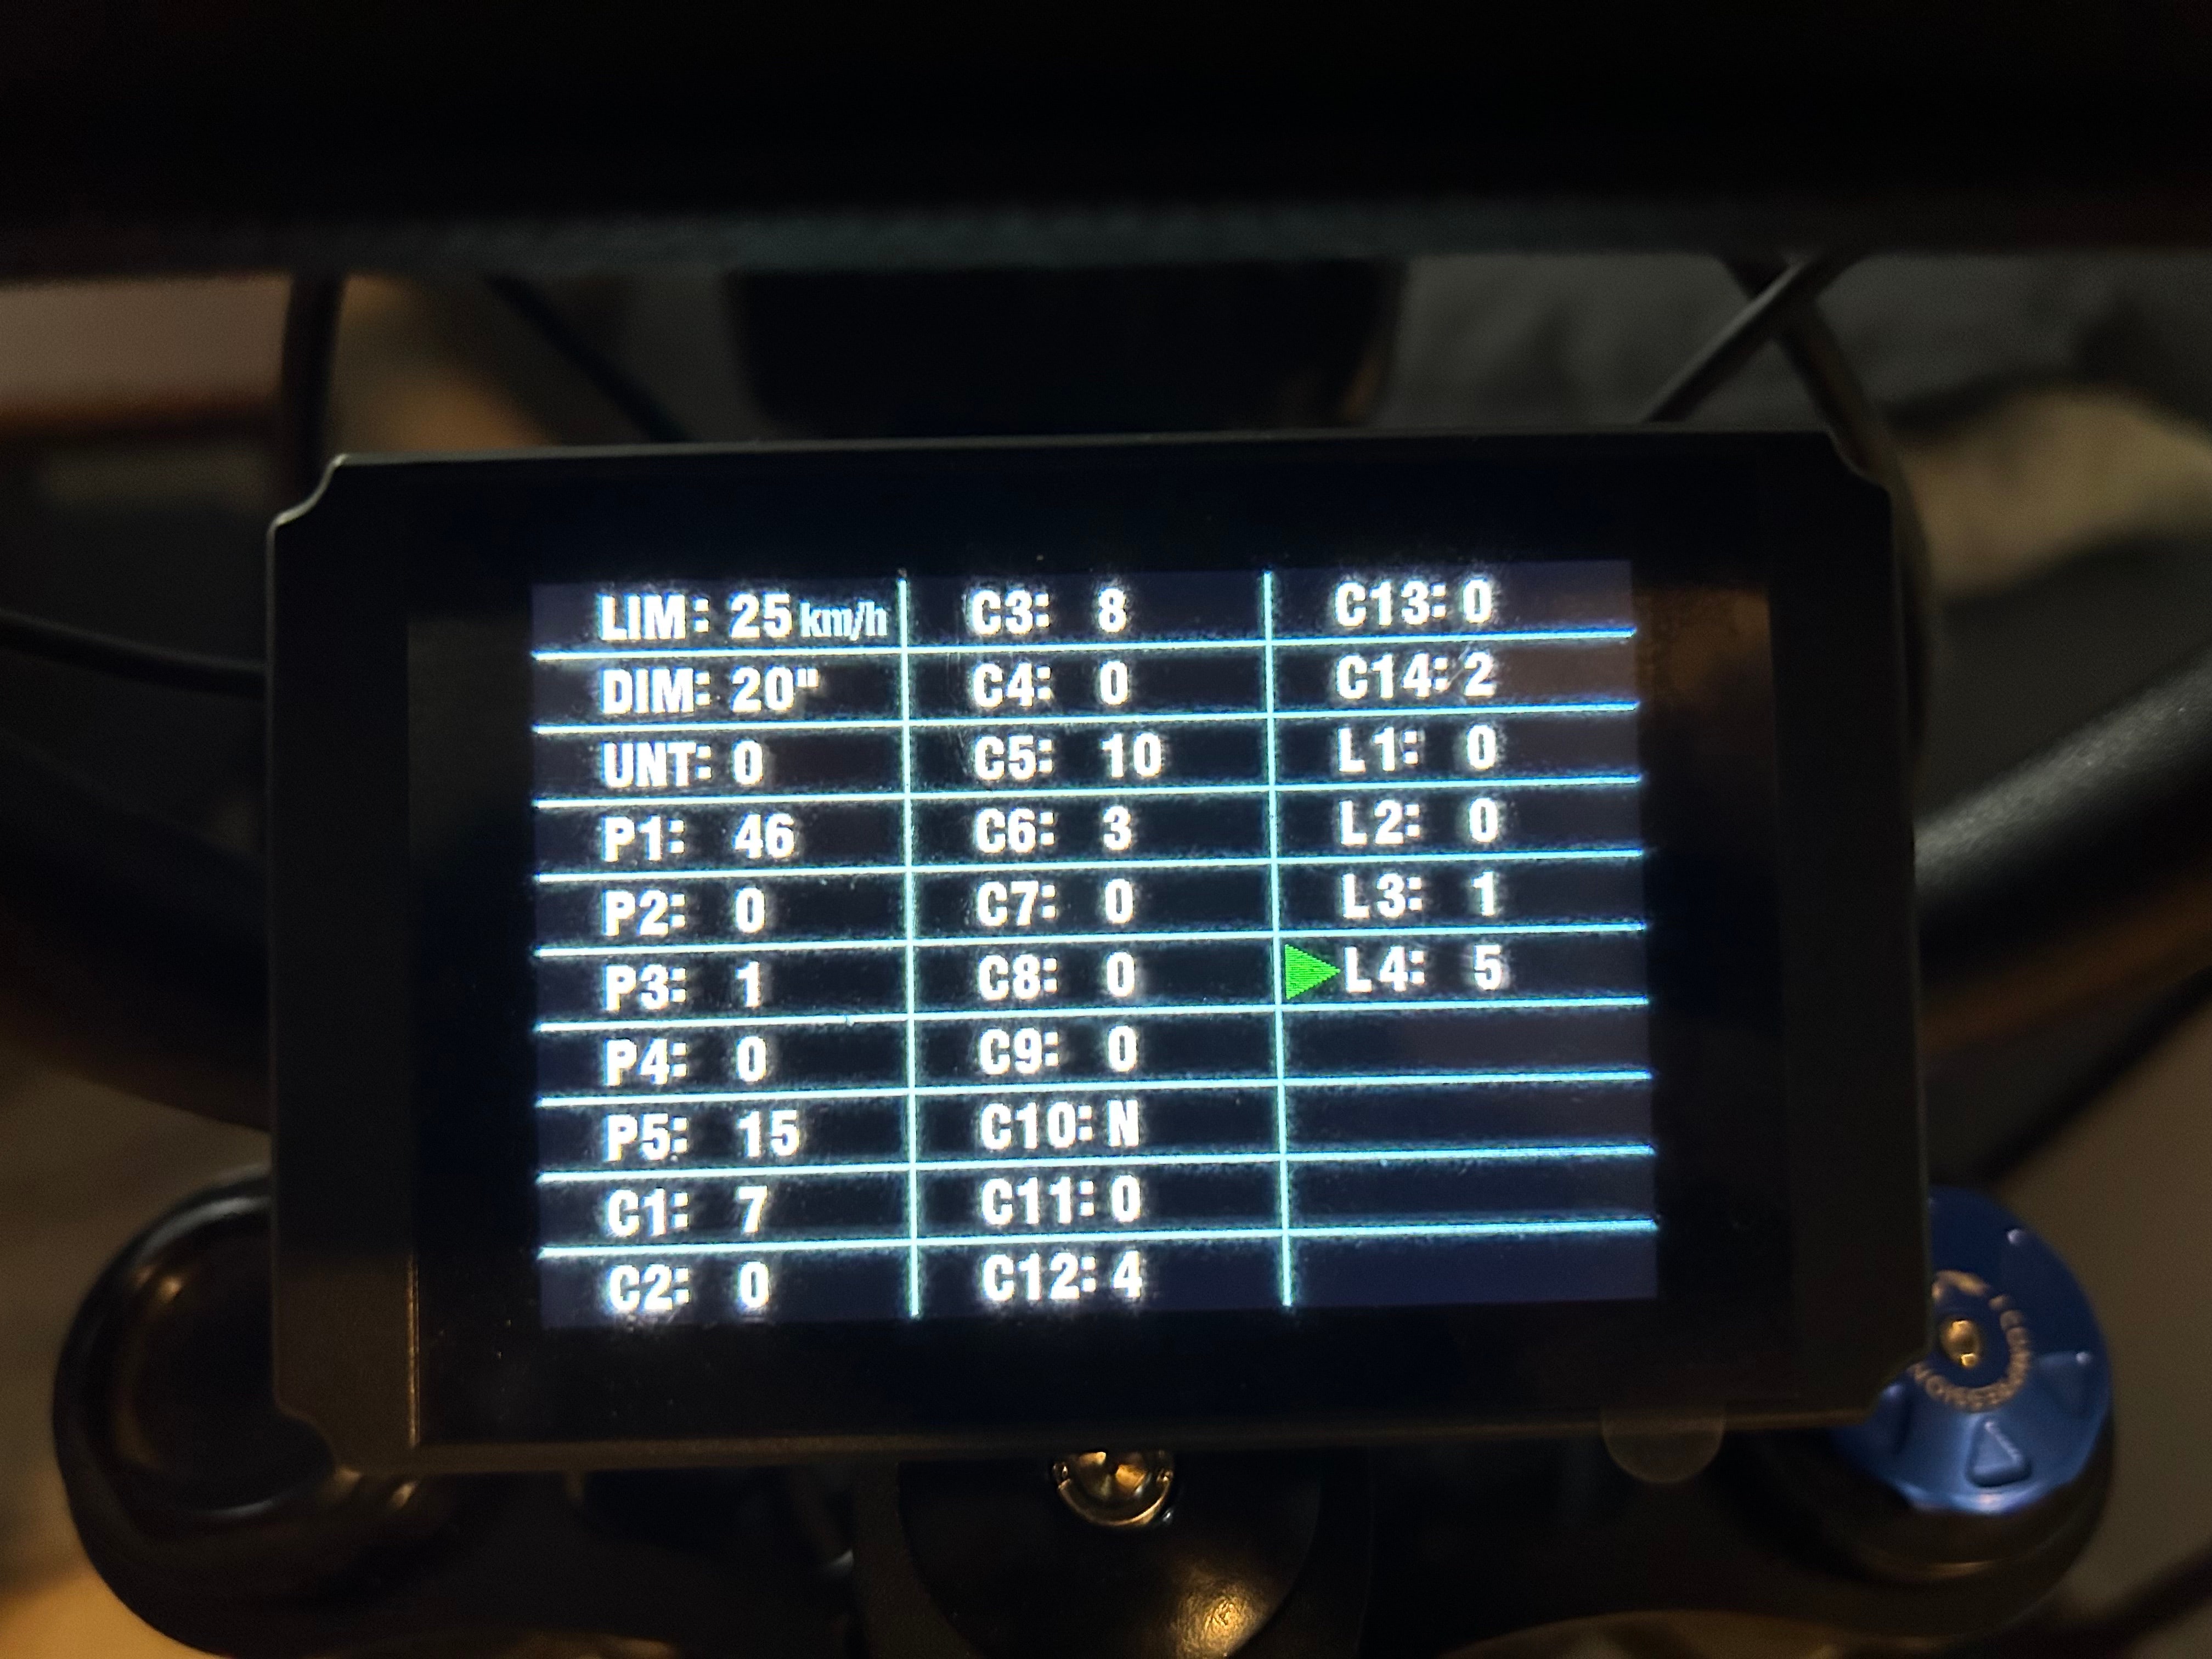 LIM: 25 km/h
DIM: 20"
UNT: 0
P1: 46
P2: 0
P3: 1
P4: 0
P5: 15
C1: 7
C2: 0
C3: 8
C4: 0
C5: 10
C6: 3
C7: 0
C8: 0
C9: 0
C10: N
C11: 0
C12: 4
C13: 0
C14: 2
L1: 0
L2: 0
L3: 1
L4: 5
COMPRESSION